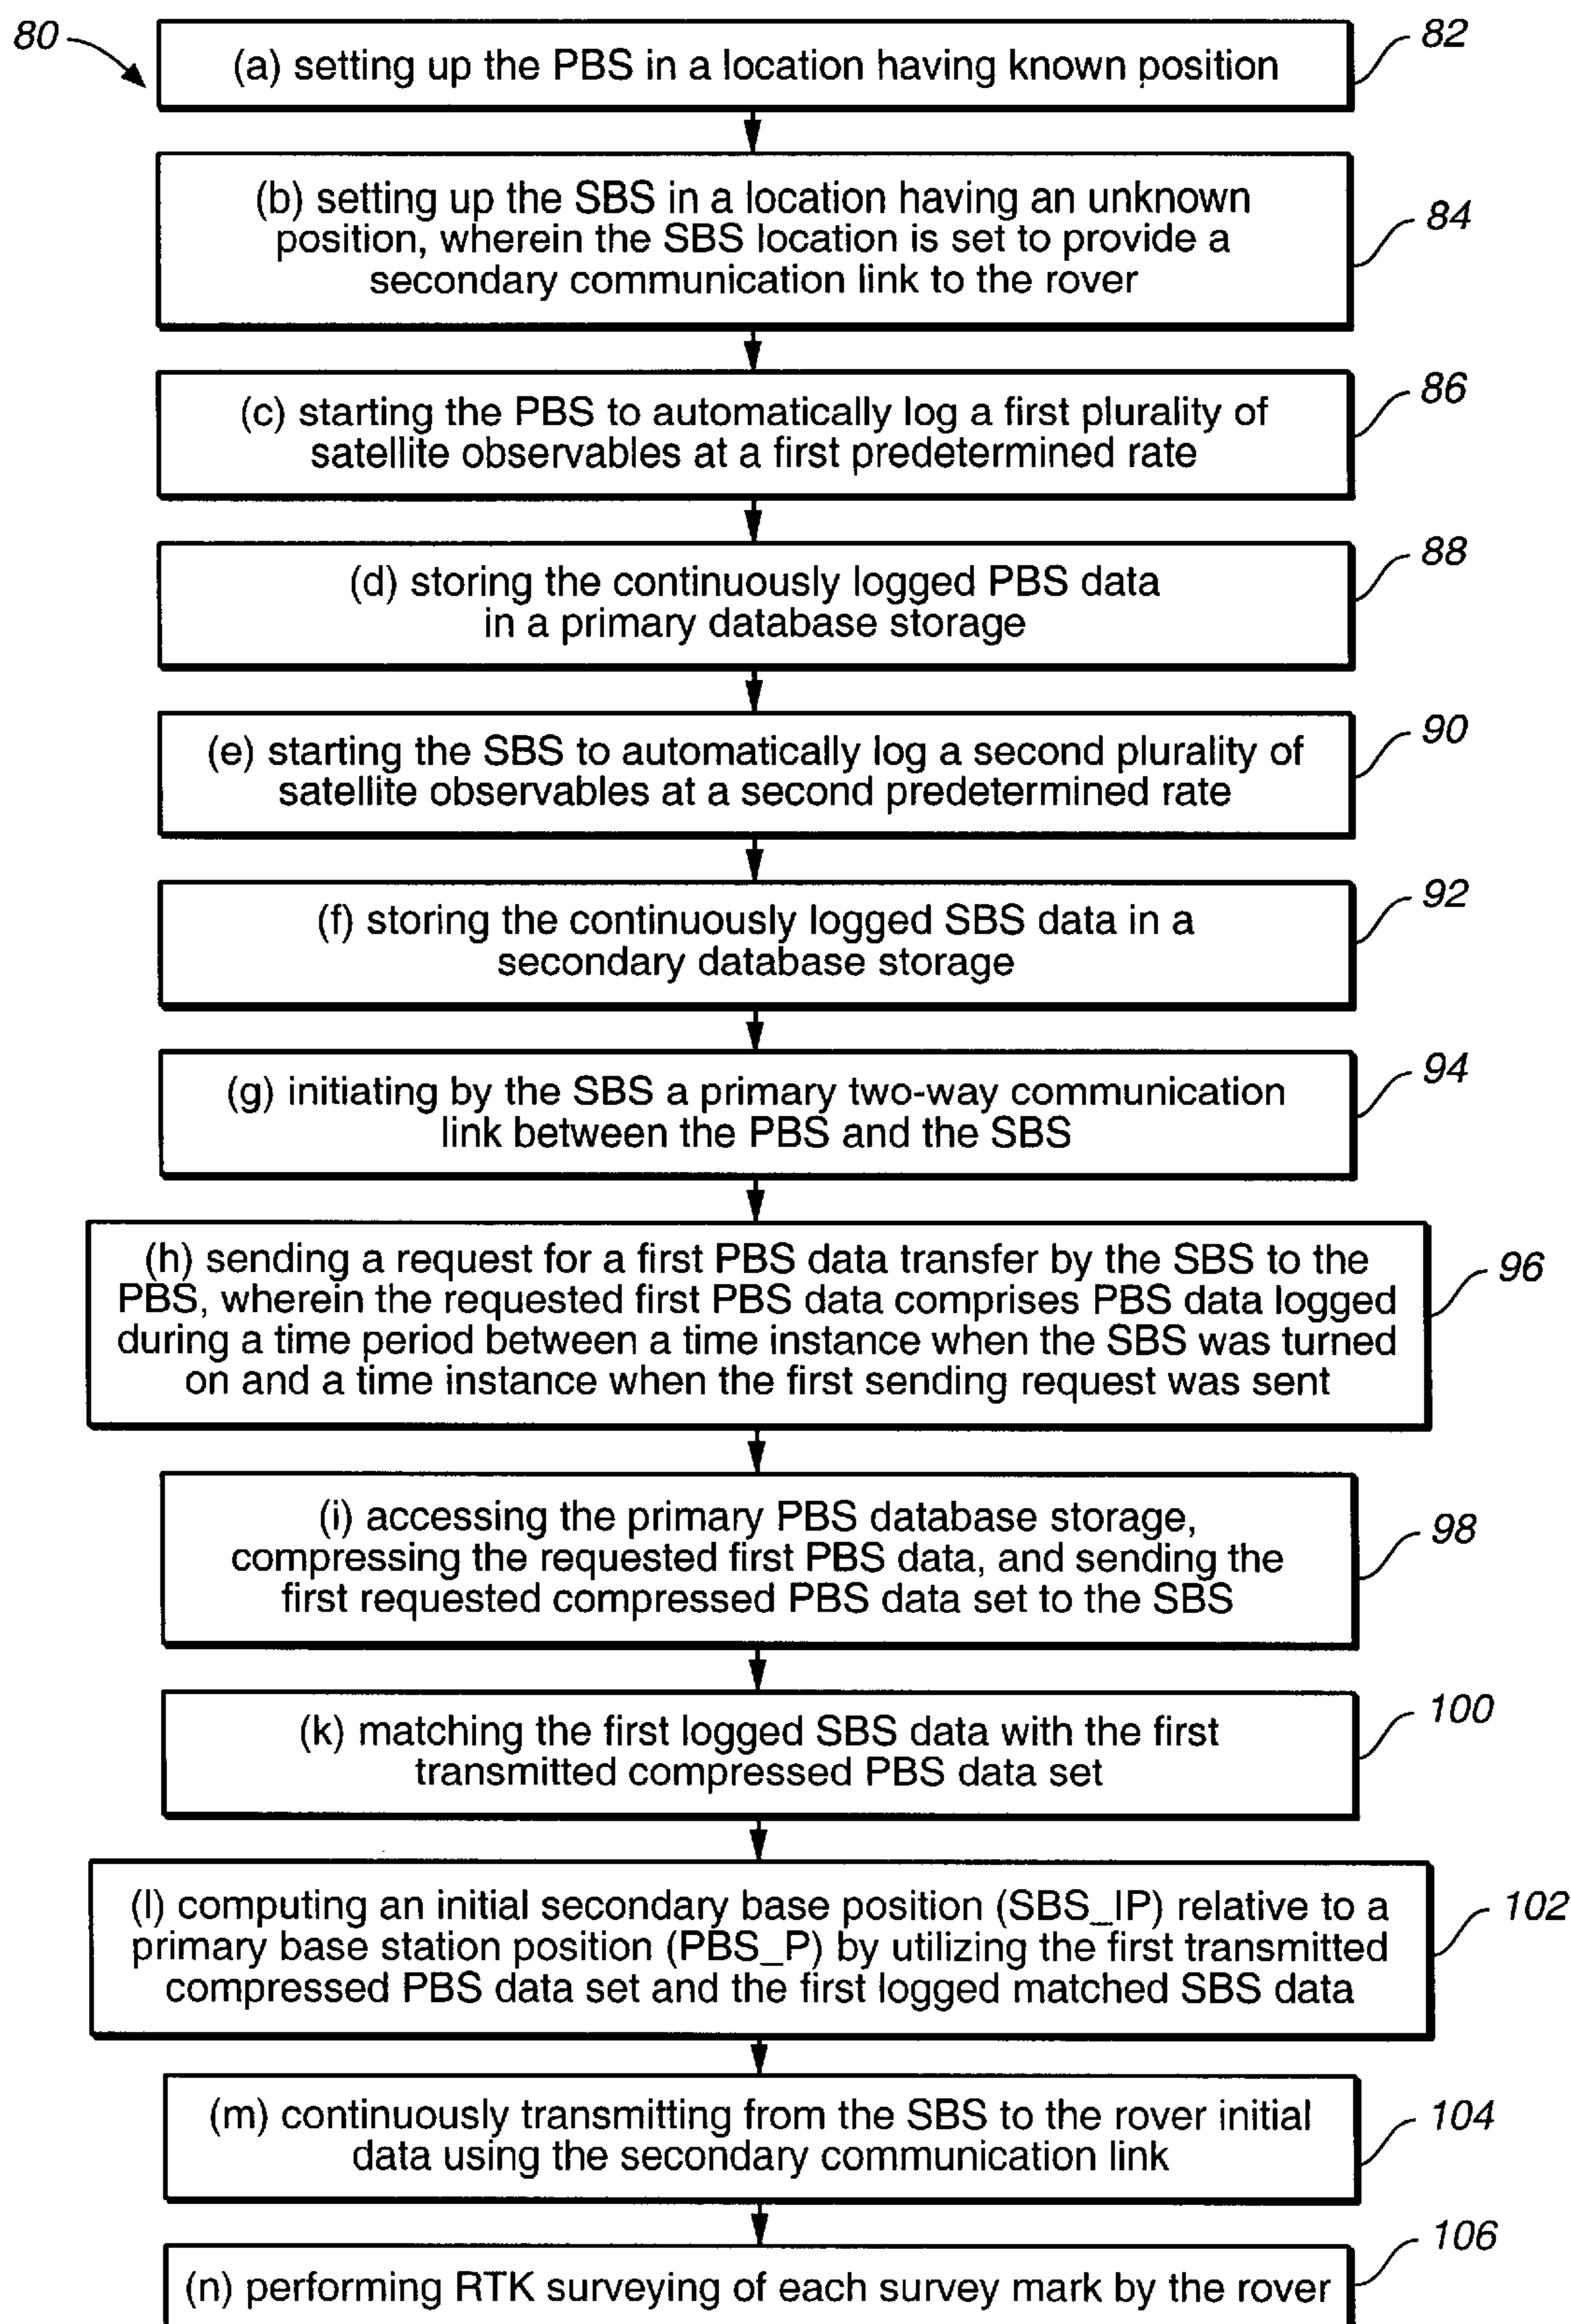 80
(a) setting up the PBS in a location having known position
82
(b) setting up the SBS in a location having an unknown
position, wherein the SBS location is set to provide a
secondary communication link to the rover
84
(c) starting the PBS to automatically log a first plurality of
satellite observables at a first predetermined rate
86
(d) storing the continuously logged PBS data
in a primary database storage
88
(e) starting the SBS to automatically log a second plurality of
satellite observables at a second predetermined rate
90
(f) storing the continuously logged SBS data in a
secondary database storage
92
(g) initiating by the SBS a primary two-way communication
link between the PBS and the SBS
94
(h) sending a request for a first PBS data transfer by the SBS to the
PBS, wherein the requested first PBS data comprises PBS data logged
during a time period between a time instance when the SBS was turned
on and a time instance when the first sending request was sent
96
(i) accessing the primary PBS database storage,
compressing the requested first PBS data, and sending the
first requested compressed PBS data set to the SBS
98
(k) matching the first logged SBS data with the first
transmitted compressed PBS data set
100
(l) computing an initial secondary base position (SBS_IP) relative to a
primary base station position (PBS_P) by utilizing the first transmitted
compressed PBS data set and the first logged matched SBS data
102
(m) continuously transmitting from the SBS to the rover initial
data using the secondary communication link
104
(n) performing RTK surveying of each survey mark by the rover
106